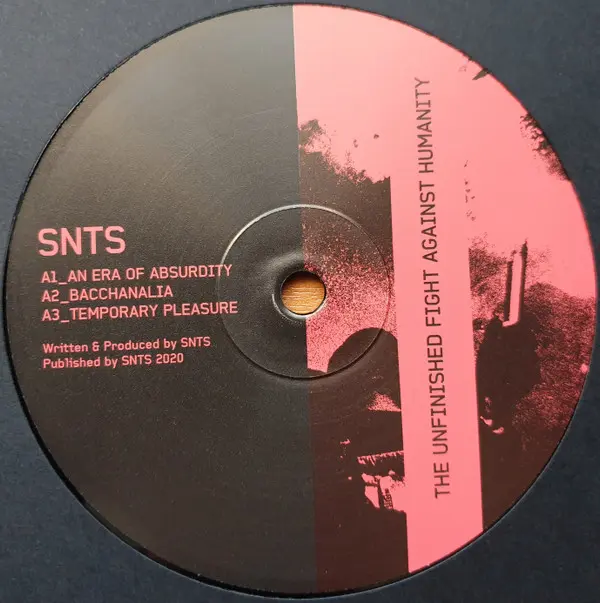 SNTS
A1_AN ERA OF ABSURDITY
A2_BACCHANALIA
A3_TEMPORARY PLEASURE
Written & Produced by SNTS
Published by SNTS 2020
THE UNFINISHED FIGHT AGAINST HUMANITY